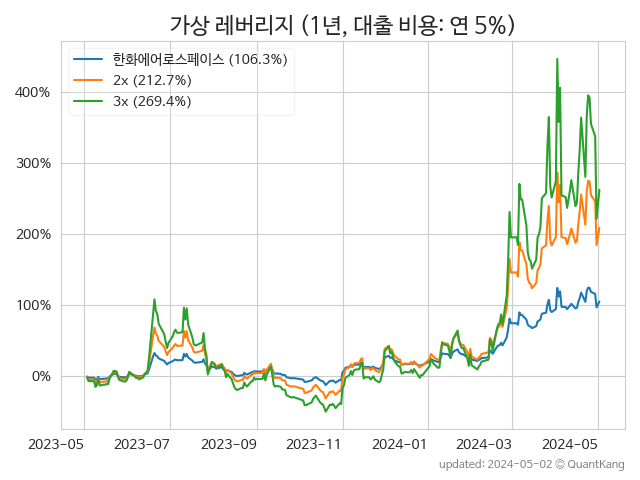 가상 레버리지 (1년, 대출 비용: 연 5%)
한화에어로스페이스 (106.3%)
2x (212.7%)
3x (269.4%)
400%
300%
200%
100%
0%
2023-05 2023-07 2023-09 2023-11 2024-01 2024-03 2024-05
updated: 2024-05-02 © QuantKang